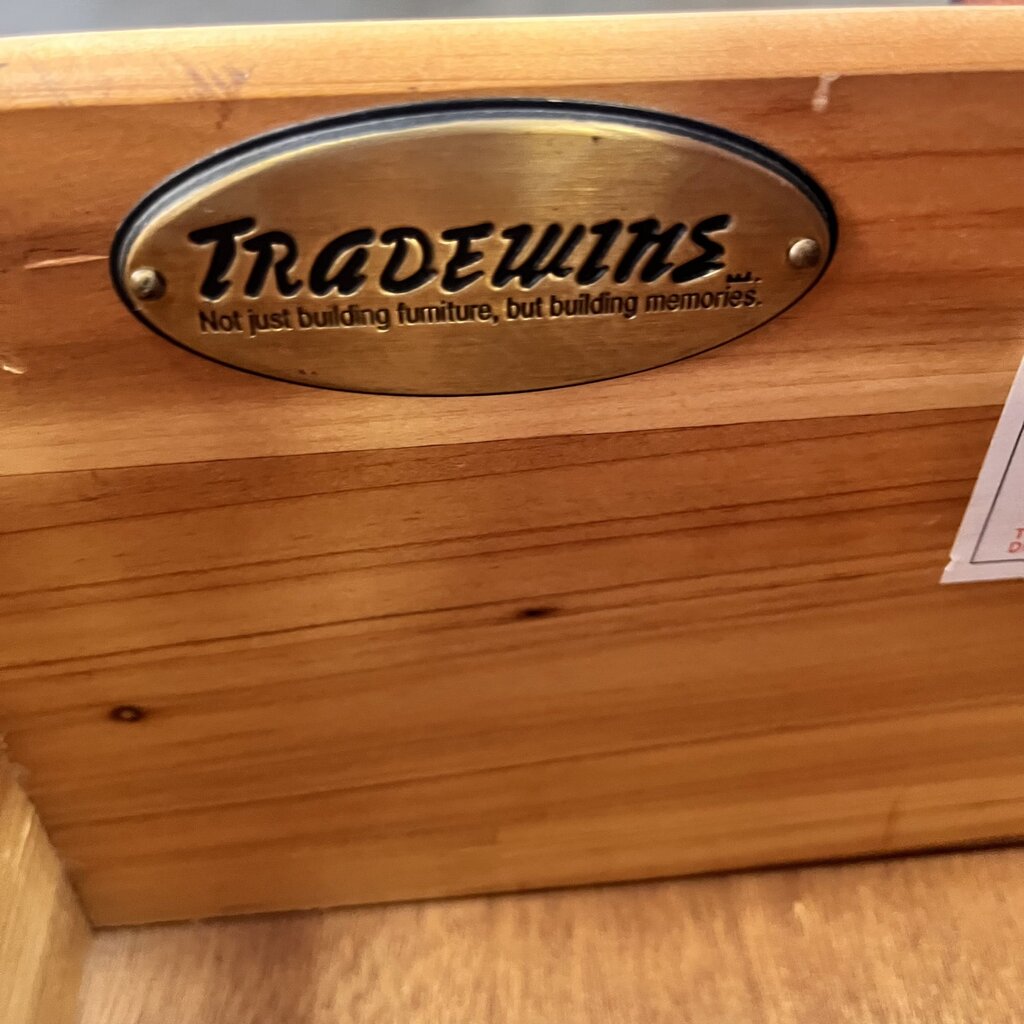 TRADEWINS
Not just building furniture, but building memories.
T
D